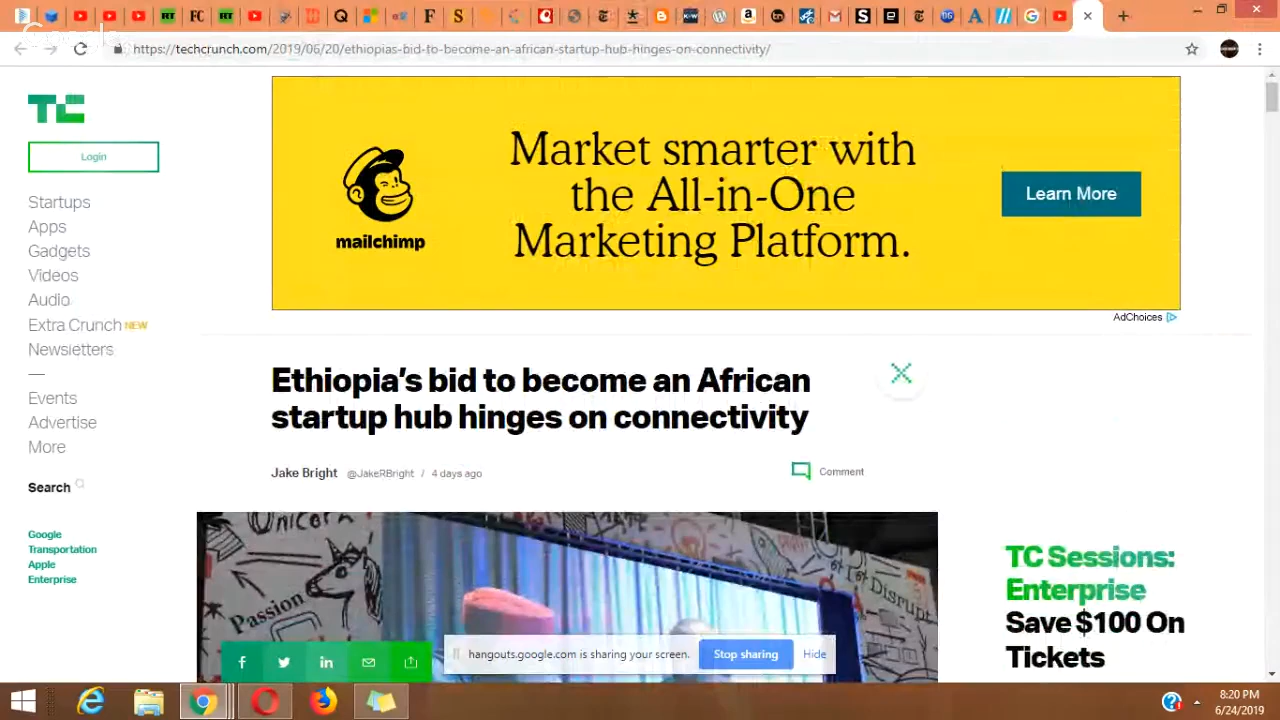 Google
https://techcrunch.com/2019/06/20/ethiopias-bid-to-become-an-african-startup-hub-hinges-on-connectivity/
TC
Login
Startups
Apps
Gadgets
Videos
Audio
Extra Crunch NEW
Newsletters
—
Events
Advertise
More
Search
Google
Transportation
Apple
Enterprise
mailchimp
Market smarter with
the All-in-One
Marketing Platform.
Learn More
AdChoices
Ethiopia's bid to become an African
startup hub hinges on connectivity
Jake Bright @JakeRBright / 4 days ago
Comment
Unicorn
Passion
Disrupt
TC Sessions:
Enterprise
Save $100 On
Tickets
hangouts.google.com is sharing your screen.
Stop sharing
Hide
8:20 PM
6/24/2019